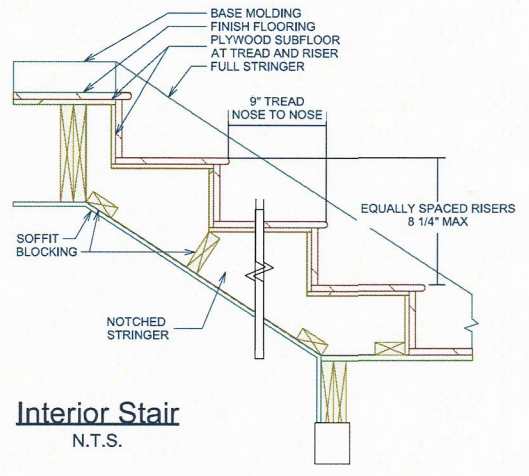 BASE MOLDING
FINISH FLOORING
PLYWOOD SUBFLOOR
AT TREAD AND RISER
FULL STRINGER
9" TREAD
NOSE TO NOSE
EQUALLY SPACED RISERS
8 1/4" MAX
SOFFIT
BLOCKING
NOTCHED
STRINGER
Interior Stair
N.T.S.